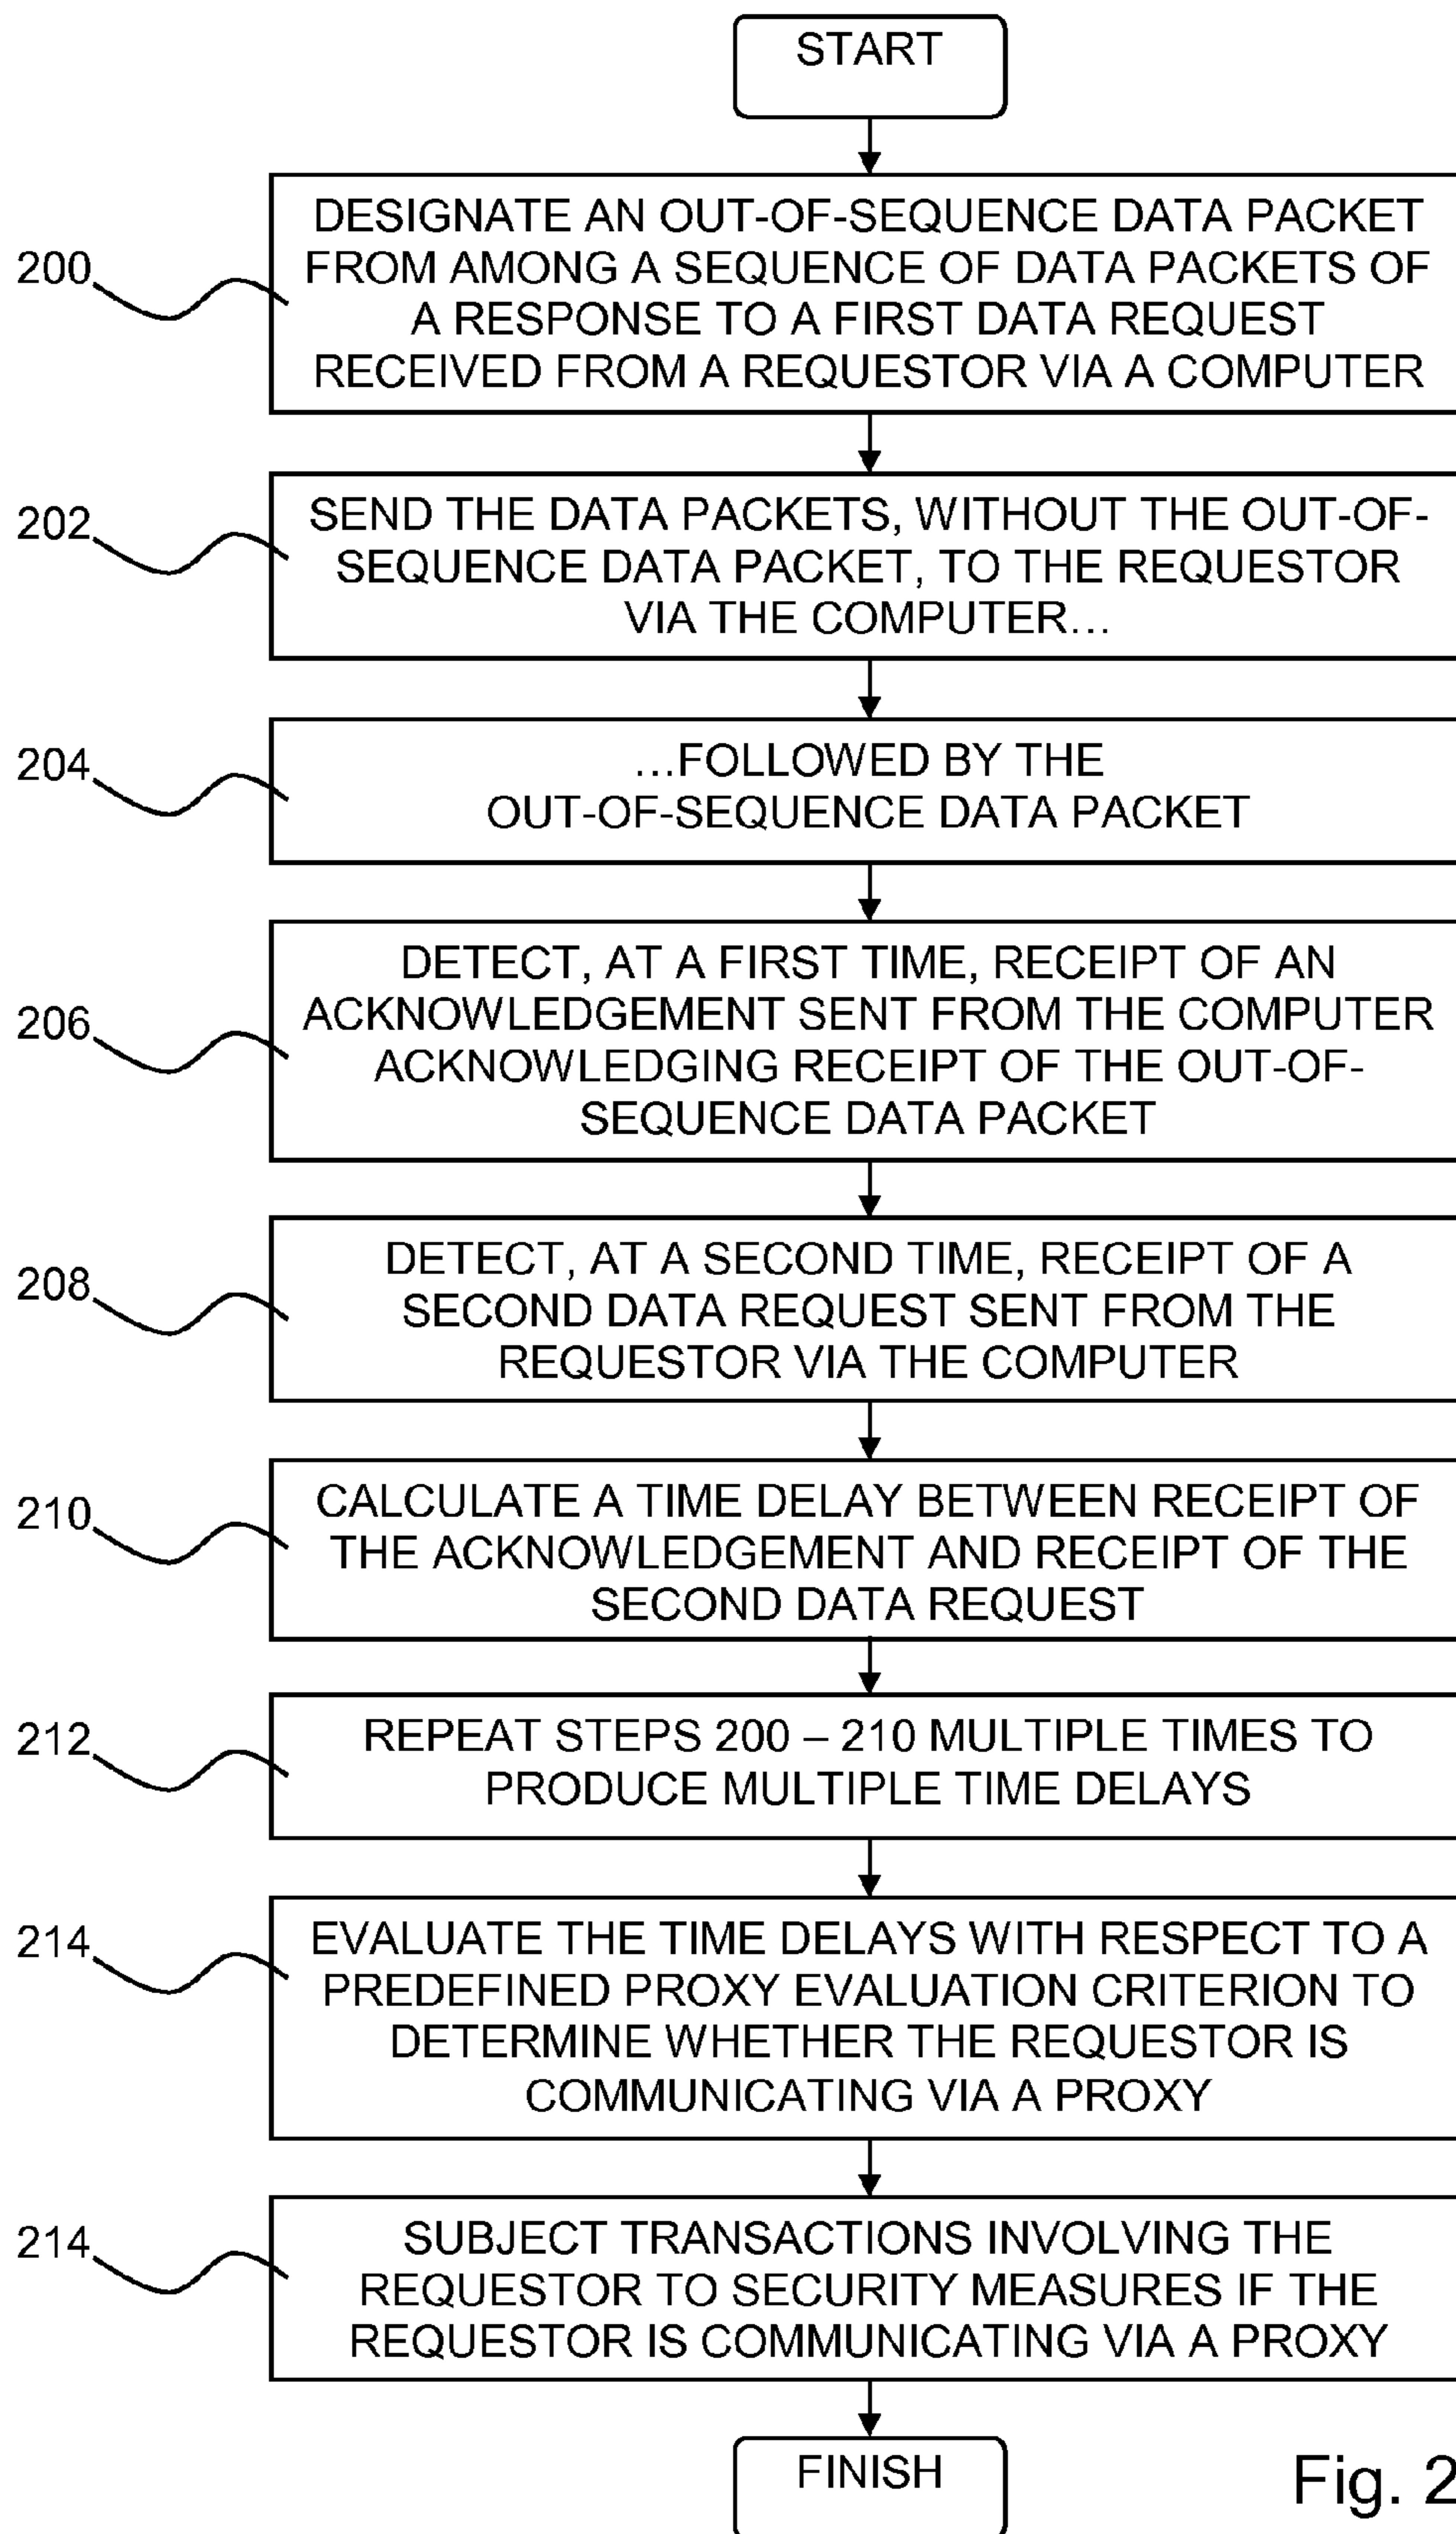 START
200
DESIGNATE AN OUT-OF-SEQUENCE DATA PACKET
FROM AMONG A SEQUENCE OF DATA PACKETS OF
A RESPONSE TO A FIRST DATA REQUEST
RECEIVED FROM A REQUESTOR VIA A COMPUTER
202
SEND THE DATA PACKETS, WITHOUT THE OUT-OF-
SEQUENCE DATA PACKET, TO THE REQUESTOR
VIA THE COMPUTER…
204
…FOLLOWED BY THE
OUT-OF-SEQUENCE DATA PACKET
206
DETECT, AT A FIRST TIME, RECEIPT OF AN
ACKNOWLEDGEMENT SENT FROM THE COMPUTER
ACKNOWLEDGING RECEIPT OF THE OUT-OF-
SEQUENCE DATA PACKET
208
DETECT, AT A SECOND TIME, RECEIPT OF A
SECOND DATA REQUEST SENT FROM THE
REQUESTOR VIA THE COMPUTER
210
CALCULATE A TIME DELAY BETWEEN RECEIPT OF
THE ACKNOWLEDGEMENT AND RECEIPT OF THE
SECOND DATA REQUEST
212
REPEAT STEPS 200 – 210 MULTIPLE TIMES TO
PRODUCE MULTIPLE TIME DELAYS
214
EVALUATE THE TIME DELAYS WITH RESPECT TO A
PREDEFINED PROXY EVALUATION CRITERION TO
DETERMINE WHETHER THE REQUESTOR IS
COMMUNICATING VIA A PROXY
214
SUBJECT TRANSACTIONS INVOLVING THE
REQUESTOR TO SECURITY MEASURES IF THE
REQUESTOR IS COMMUNICATING VIA A PROXY
FINISH
Fig. 2